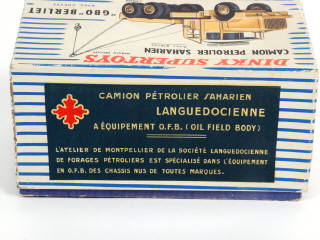 "GBO" BERLIET
CAMION PÉTROLIER SAHARIEN
DINKY SUPERTOYS
CAMION PÉTROLIER SAHARIEN
LANGUEDOCIENNE
A ÉQUIPEMENT O.F.B. (OIL FIELD BODY)
L'ATELIER DE MONTPELLIER DE LA SOCIÉTÉ LANGUEDOCIENNE
DE FORAGES PÉTROLIERS EST SPÉCIALISÉ DANS L'ÉQUIPEMENT
EN O.F.B. DES CHASSIS NUS DE TOUTES MARQUES.